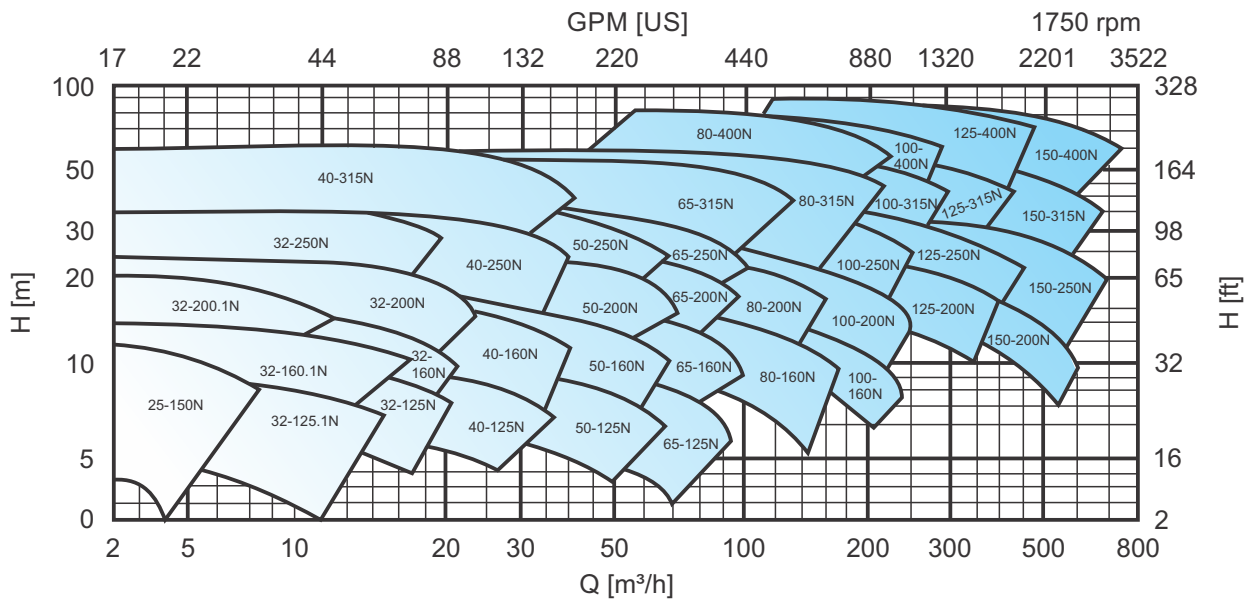 GPM [US] 1750 rpm
17 22 44 88 132 220 440 880 1320 2201 3522
100 328
50 164
30 98
20 65
10 32
5 16
0 2
H [m]
H [ft]
80-400N
100-
400N
125-400N
150-400N
40-315N
65-315N
80-315N
100-315N
125-315N
150-315N
32-250N
40-250N
50-250N
65-250N
100-250N
125-250N
150-250N
32-200.1N
32-200N
50-200N
65-200N
80-200N
100-200N
125-200N
150-200N
32-160.1N
32-
160N
40-160N
50-160N
65-160N
80-160N
100-
160N
25-150N
32-125.1N
32-125N
40-125N
50-125N
65-125N
2 5 10 20 30 50 100 200 300 500 800
Q [m³/h]